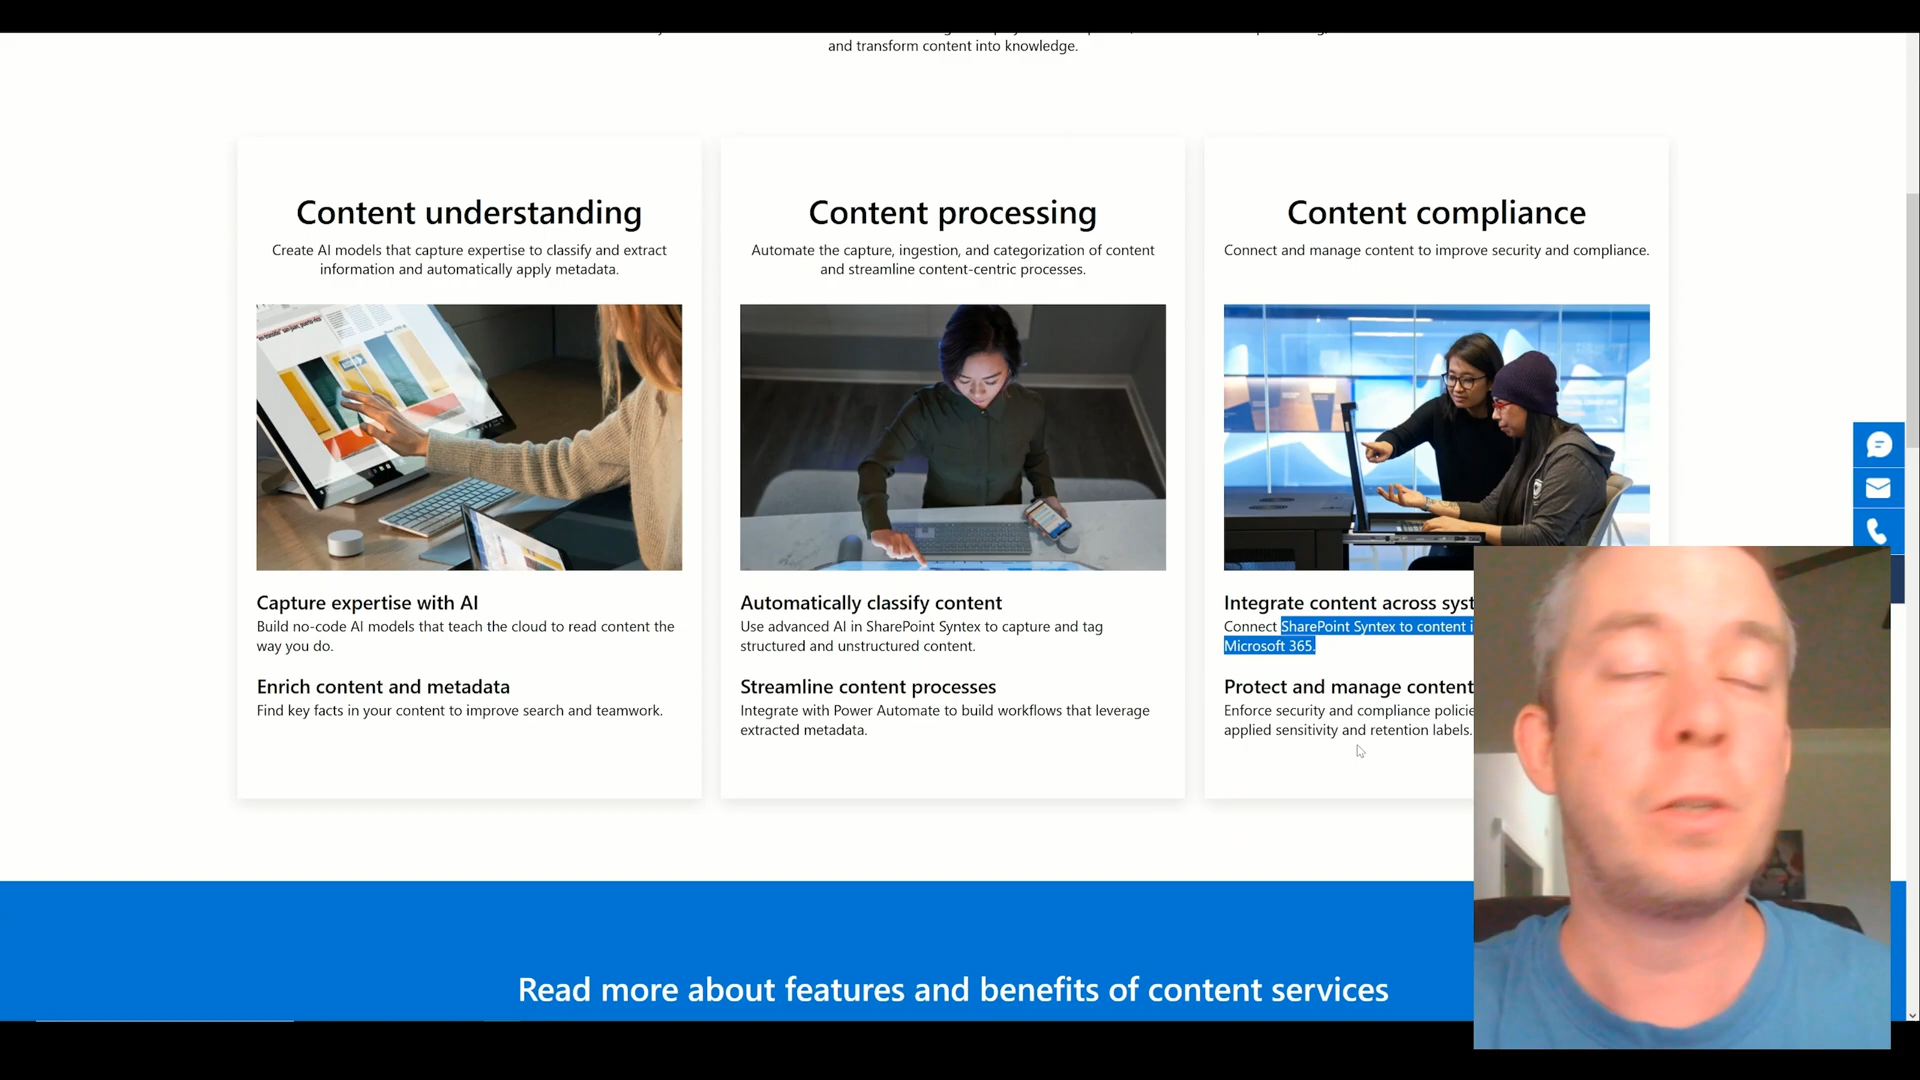 and transform content into knowledge.
Content understanding
Create AI models that capture expertise to classify and extract
information and automatically apply metadata.
Capture expertise with AI
Build no-code AI models that teach the cloud to read content the
way you do.
Enrich content and metadata
Find key facts in your content to improve search and teamwork.
Content processing
Automate the capture, ingestion, and categorization of content
and streamline content-centric processes.
Automatically classify content
Use advanced AI in SharePoint Syntex to capture and tag
structured and unstructured content.
Streamline content processes
Integrate with Power Automate to build workflows that leverage
extracted metadata.
Content compliance
Connect and manage content to improve security and compliance.
Integrate content across
Connect SharePoint Syntex to content
Microsoft 365.
Protect and manage content
Enforce security and compliance
applied sensitivity and retention labels.
Read more about features and benefits of content services